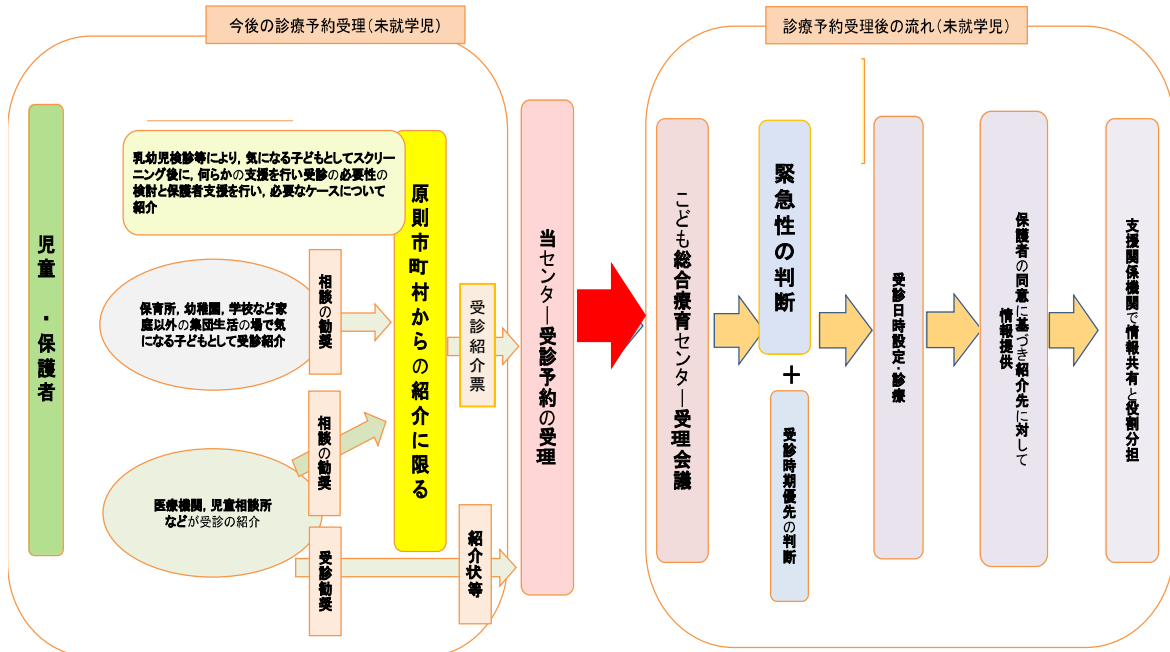 今後の診療予約受理(未就学児)
児童・保護者
乳幼児検診等により, 気になる子どもとしてスクリー
ニング後に, 何らかの支援を行い受診の必要性の
検討と保護者支援を行い, 必要なケースについて
紹介
保育所, 幼稚園, 学校など家
庭以外の集団生活の場で気
になる子どもとして受診紹介
相談の勧奨
医療機関, 児童相談所
などが受診の紹介
相談の勧奨
受診勧奨
原則市町村からの紹介に限る
受診紹介票
紹介状等
当センター受診予約の受理
診療予約受理後の流れ(未就学児)
こども総合療育センター受理会議
緊急性の判断
+
受診時期優先の判断
受診日時設定・診療
保護者の同意に基づき紹介先に対して
情報提供
支援関係機関で情報共有と役割分担